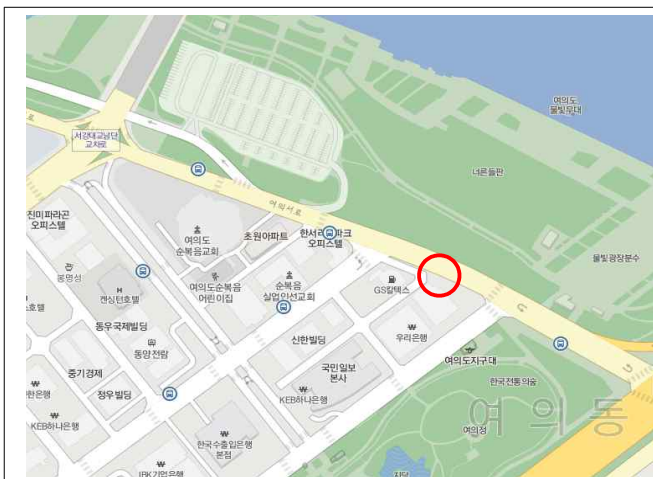 여의도
물빛무대
서강대교남단
교차로
너른들판
여의서로
진미파라곤
오피스텔
여의도
순복음교회
초원아파트
오피스텔
물빛광장분수
봉명성
켄싱턴호텔
호텔
여의도순복음
어린이집
순복음
실업인선교회
GS칼텍스
동우국제빌딩
동양전람
신한빌딩
우리은행
여의도지구대
중기경제
국민일보
본사
한국전통의숲
한은행
정우빌딩
KEB하나은행
KEB하나은행
여의정
여의동
한국수출입은행
본점
IBK기업은행
지당